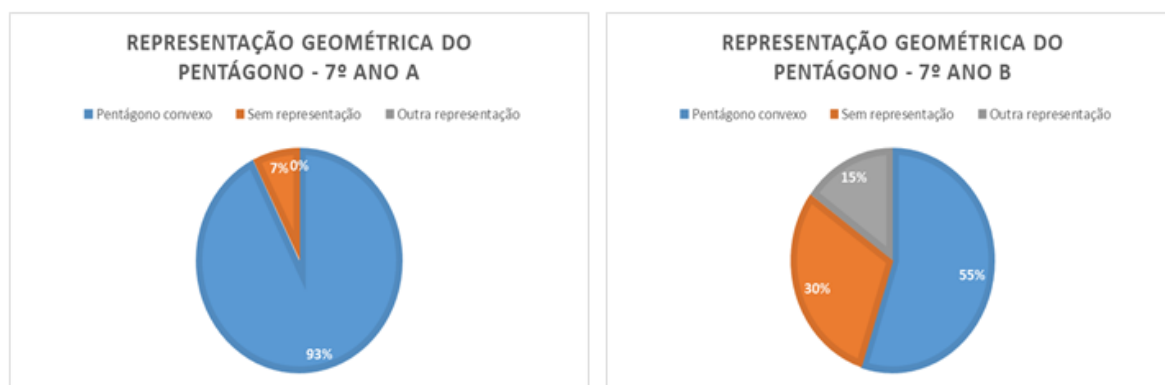 REPRESENTAÇÃO GEOMÉTRICA DO
PENTÁGONO - 7º ANO A
Pentágono convexo Sem representação Outra representação
7% 0%
93%
REPRESENTAÇÃO GEOMÉTRICA DO
PENTÁGONO - 7º ANO B
Pentágono convexo Sem representação Outra representação
15%
55%
30%